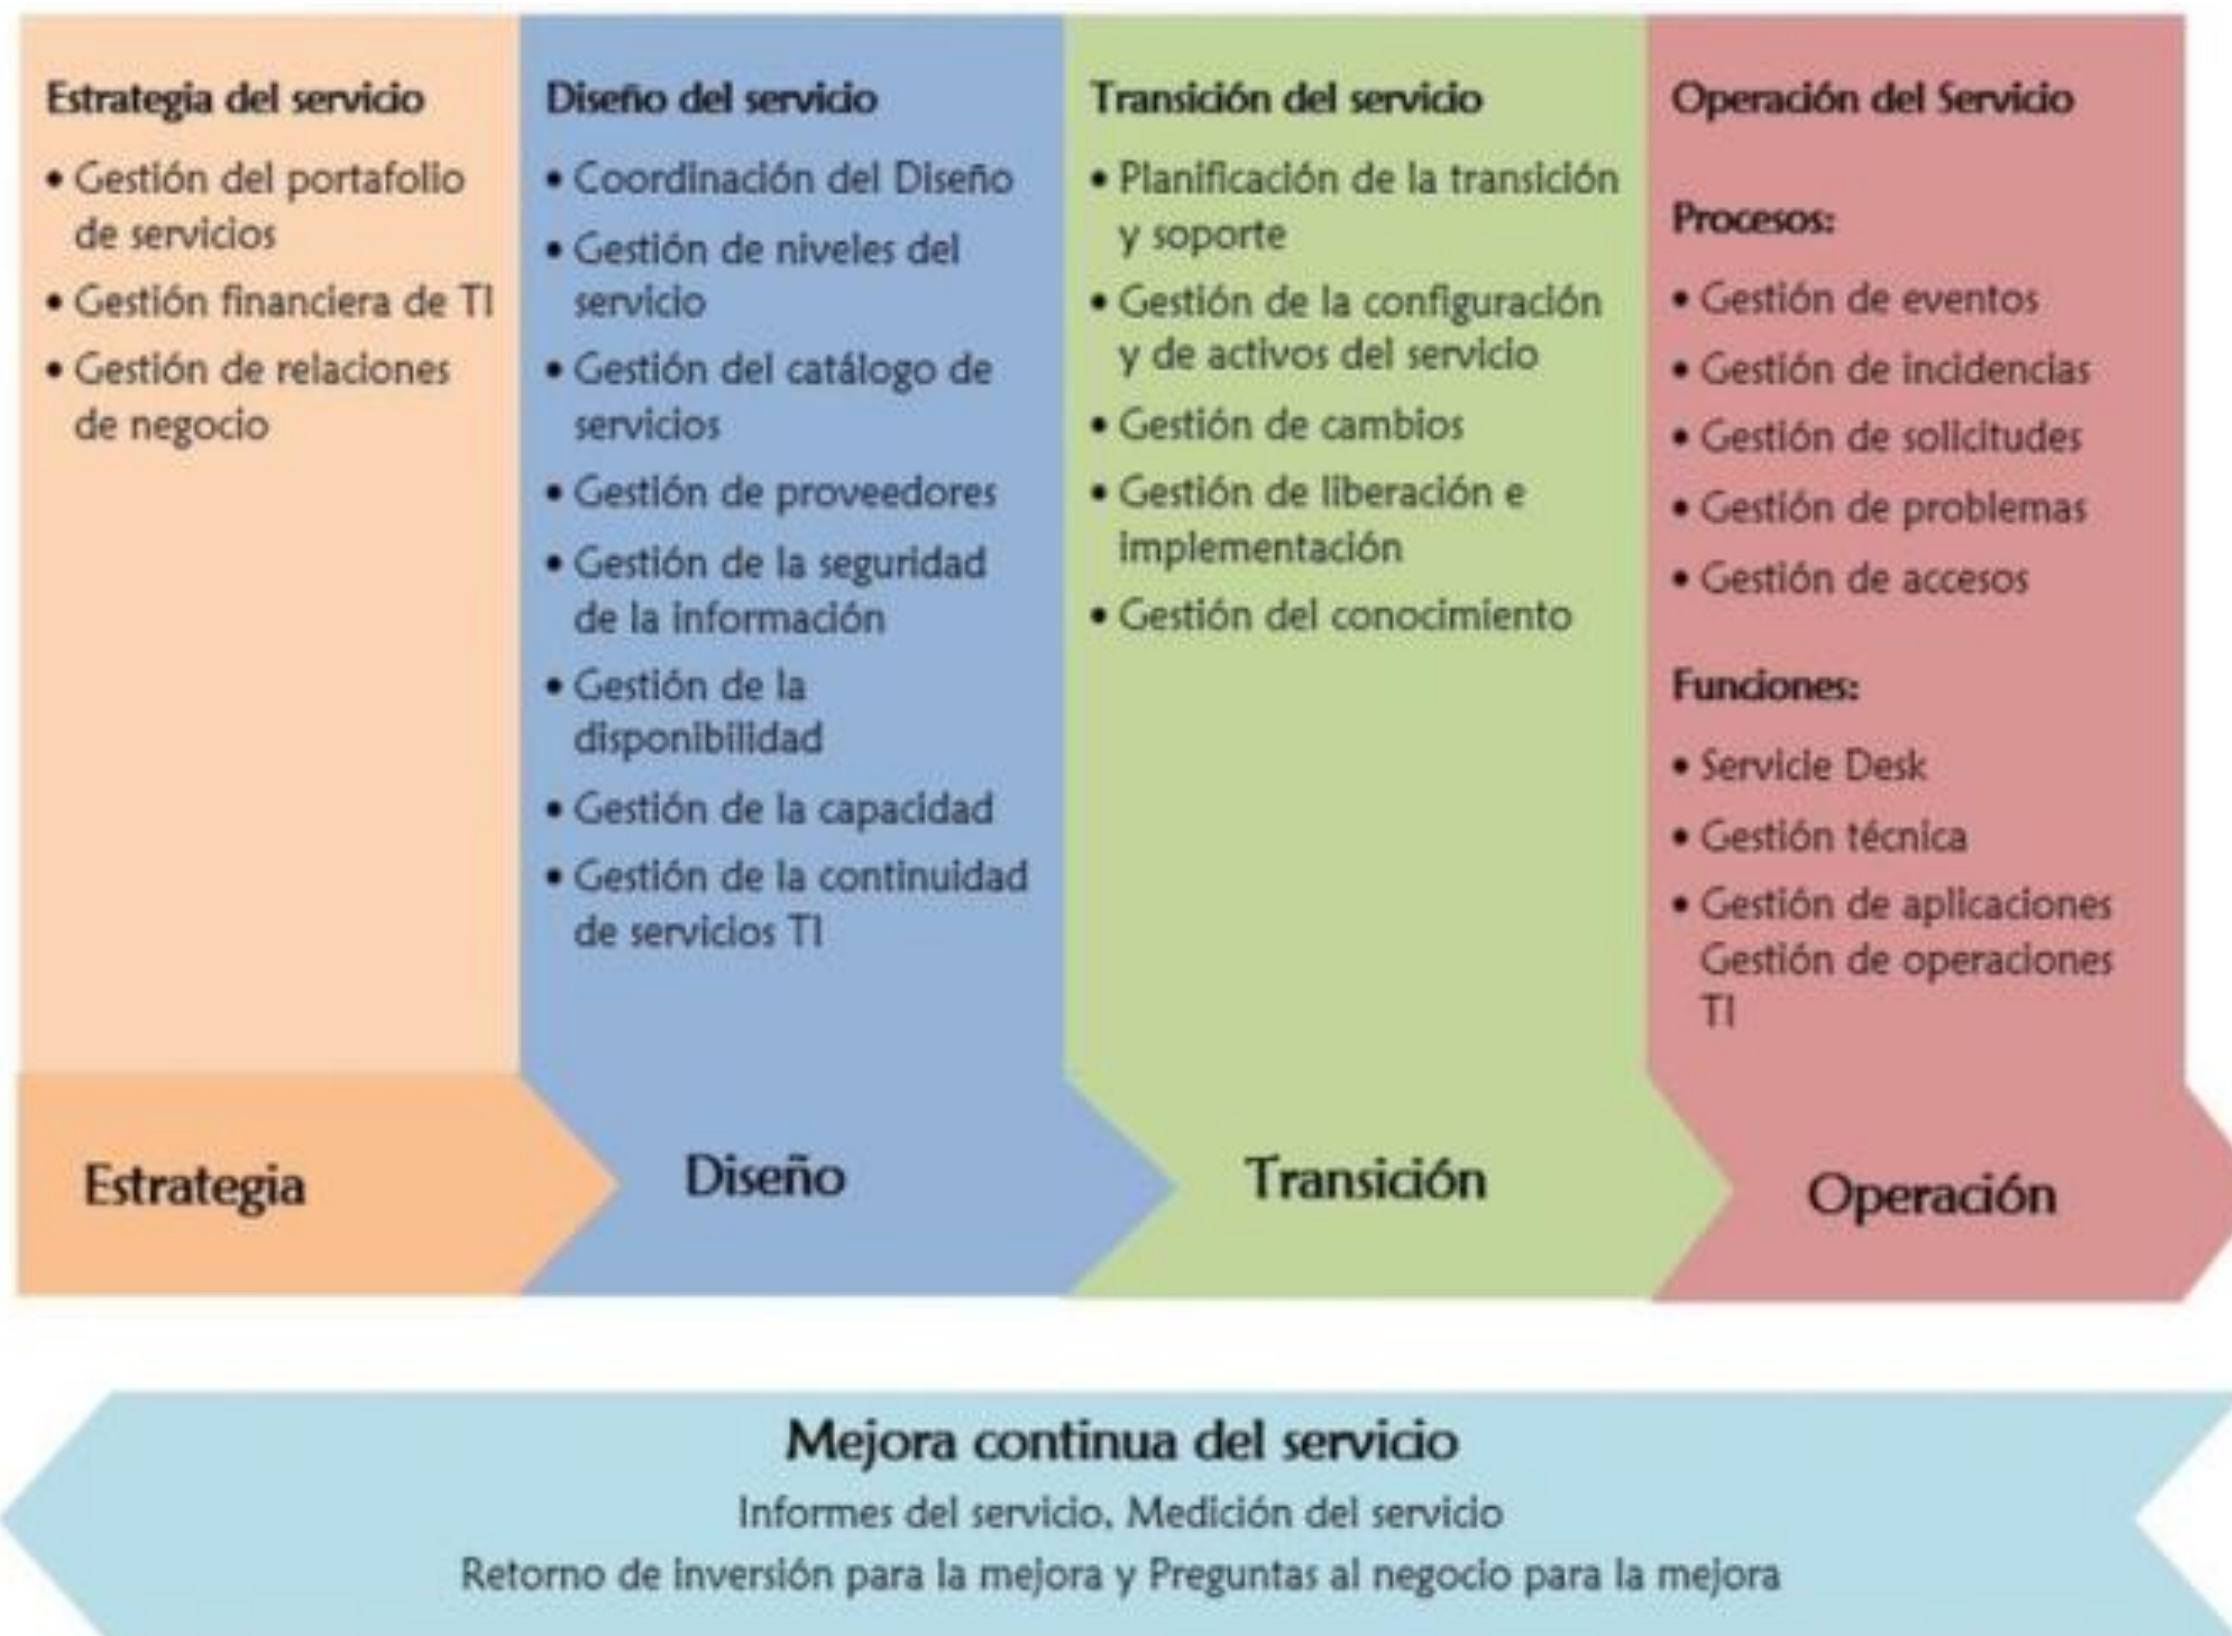 Estrategia del servicio
• Gestión del portafolio
de servicios
• Gestión financiera de TI
• Gestión de relaciones
de negocio
Diseño del servicio
• Coordinación del Diseño
• Gestión de niveles del
servicio
• Gestión del catálogo de
servicios
• Gestión de proveedores
• Gestión de la seguridad
de la información
• Gestión de la
disponibilidad
• Gestión de la capacidad
• Gestión de la continuidad
de servicios TI
Transición del servicio
• Planificación de la transición
y soporte
• Gestión de la configuración
y de activos del servicio
• Gestión de cambios
• Gestión de liberación e
implementación
• Gestión del conocimiento
Operación del Servicio
Procesos:
• Gestión de eventos
• Gestión de incidencias
• Gestión de solicitudes
• Gestión de problemas
• Gestión de accesos
Funciones:
• Servicie Desk
• Gestión técnica
• Gestión de aplicaciones
Gestión de operaciones
TI
Estrategia
Diseño
Transición
Operación
Mejora continua del servicio
Informes del servicio, Medición del servicio
Retorno de inversión para la mejora y Preguntas al negocio para la mejora